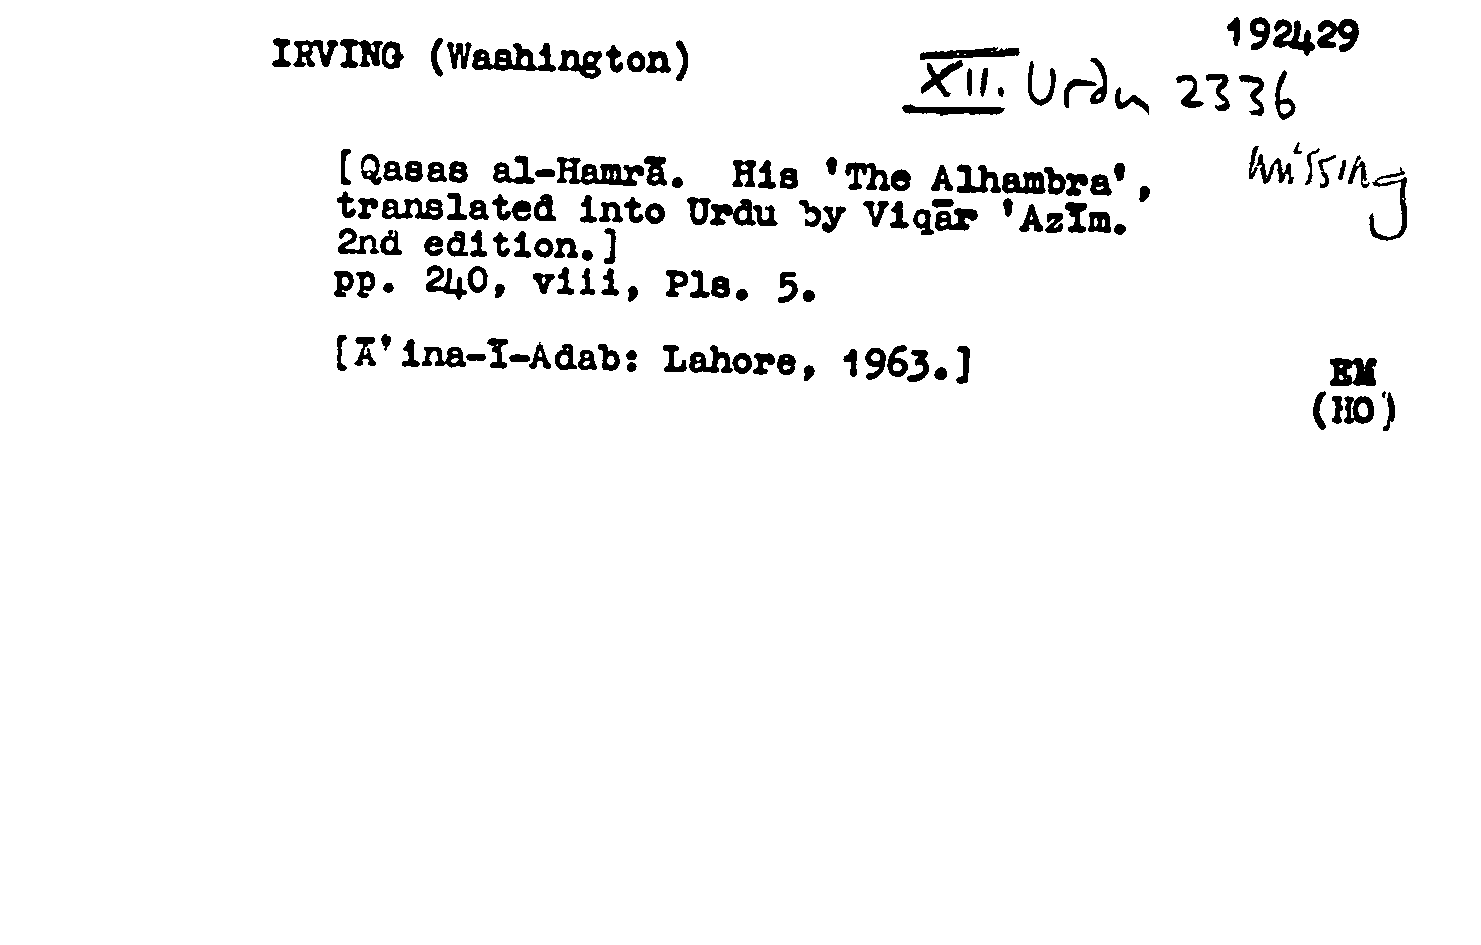 192429
IRVING (Washington)
XII. Urdu 2336
missing
[Qasas al-Hamrā. His 'The Alhambra',
translated into Urdu by Viqār 'Azīm.
2nd edition.]
pp. 240, viii, Pls. 5.
[Ā'ina-Ī-Adab: Lahore, 1963.]
EM
(HO)